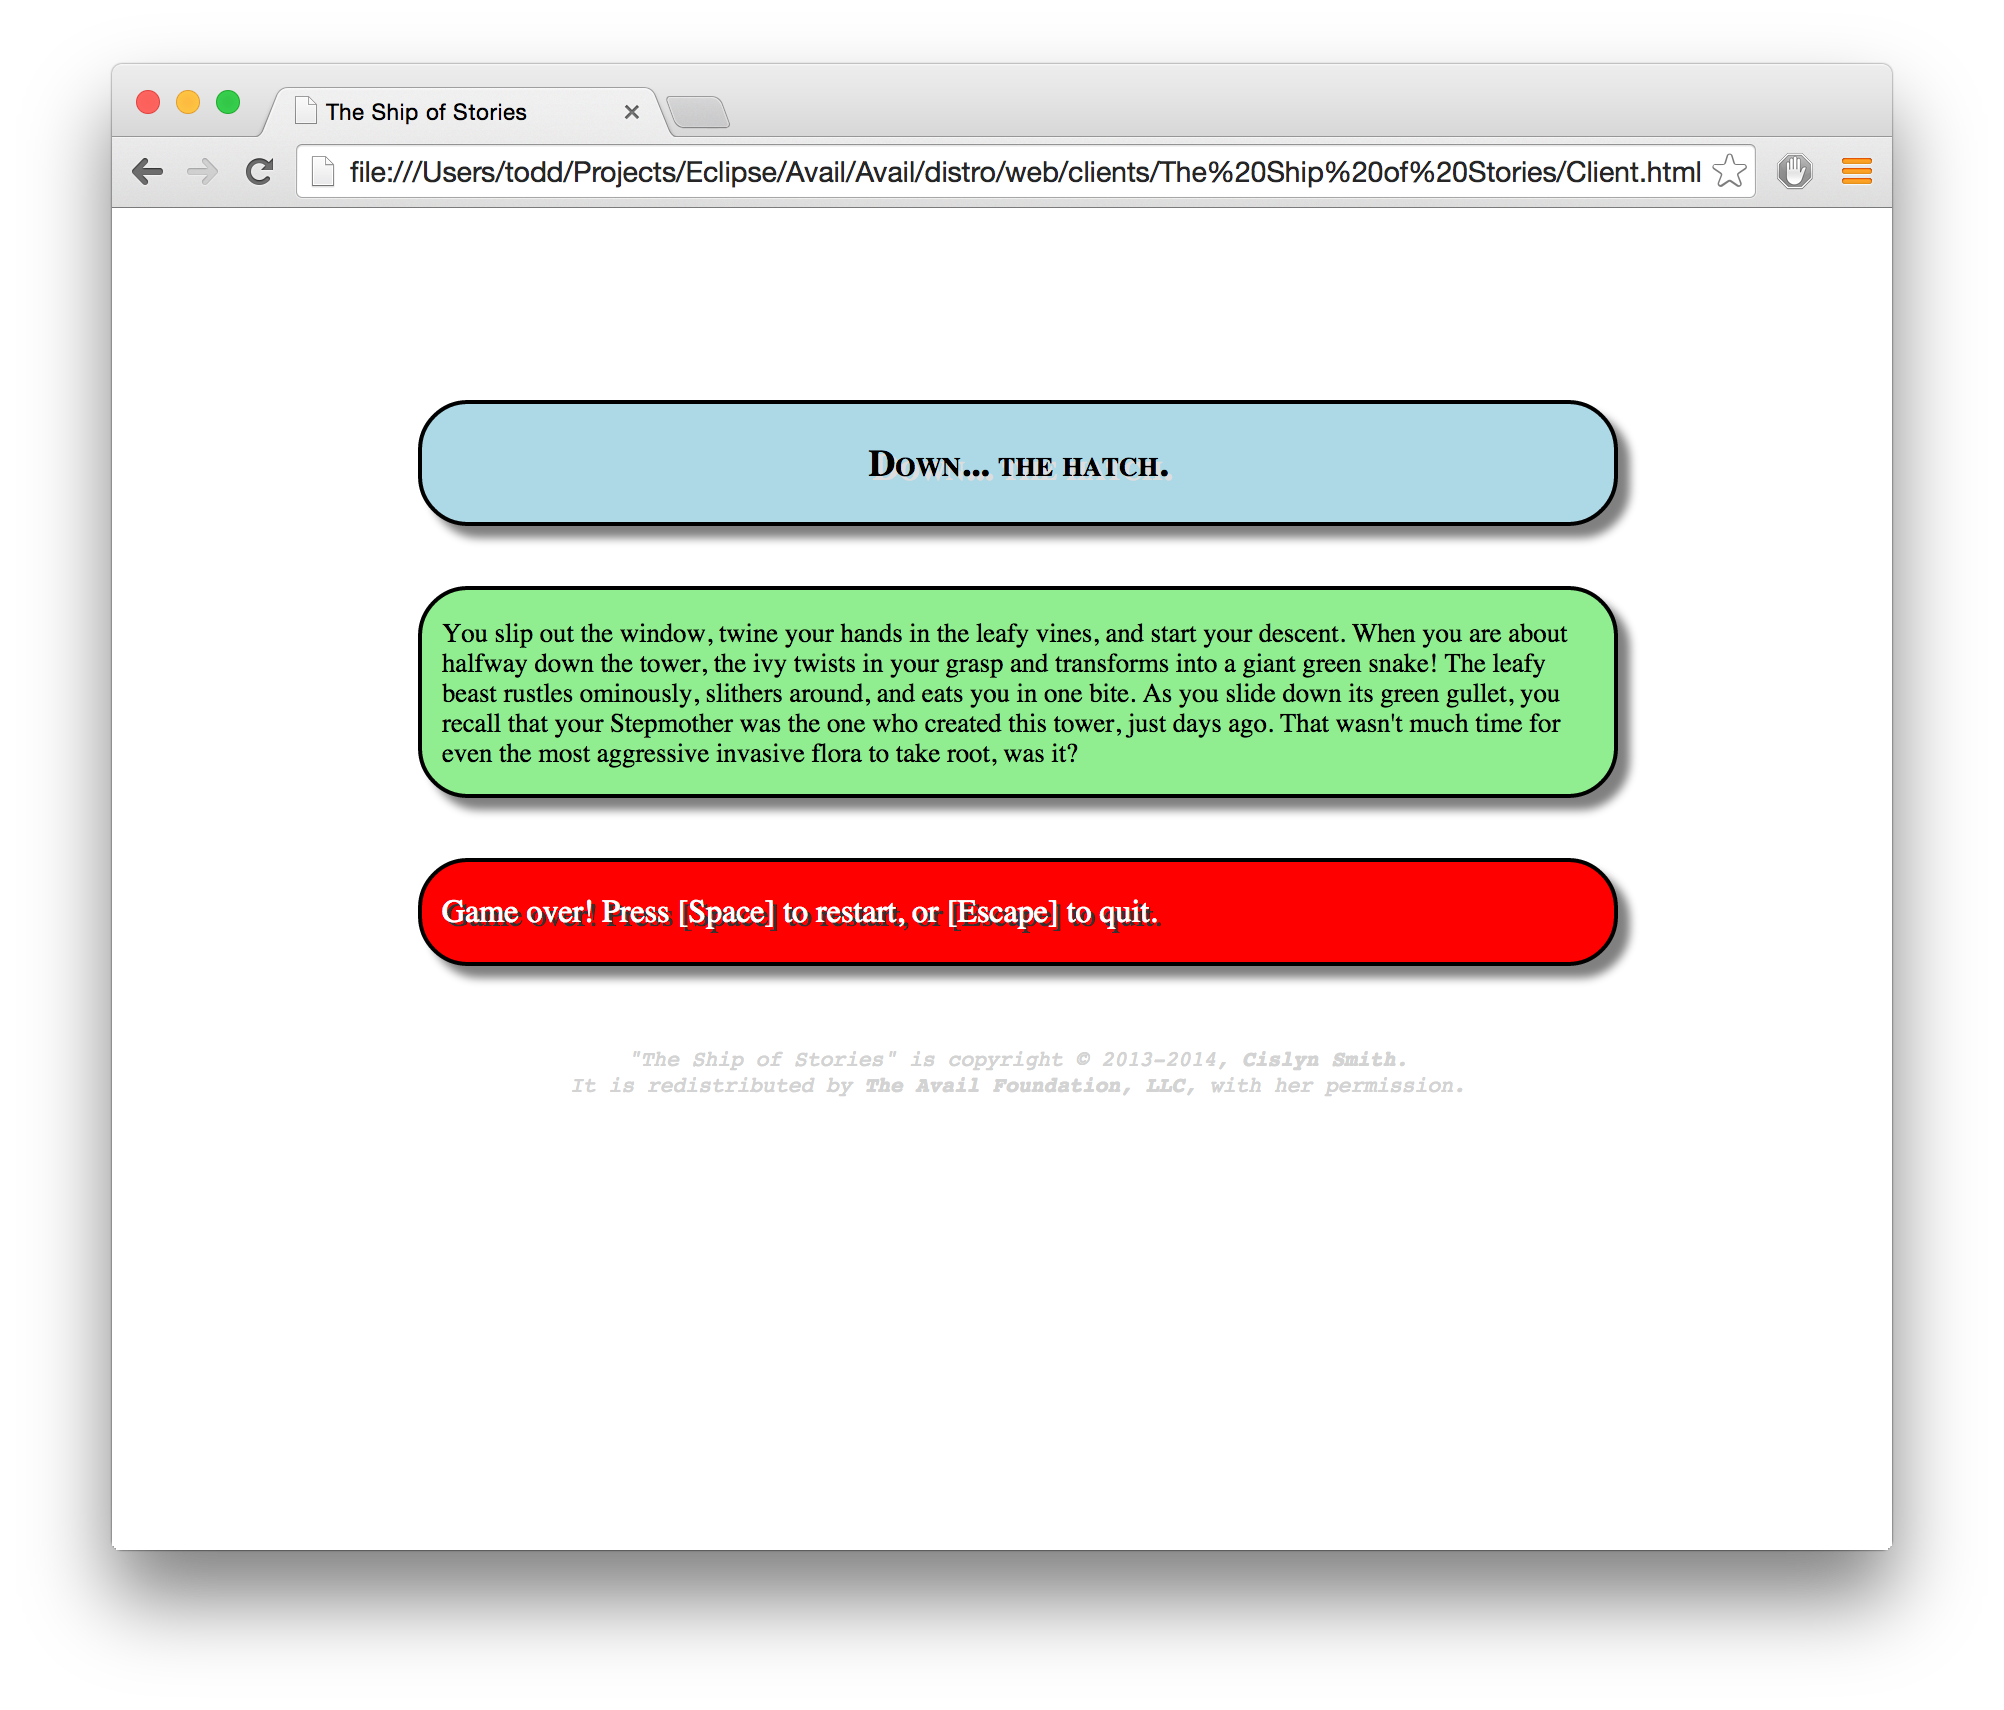 The Ship of Stories
file:///Users/todd/Projects/Eclipse/Avail/Avail/distro/web/clients/The%20Ship%20of%20Stories/Client.html
Down... the hatch.
You slip out the window, twine your hands in the leafy vines, and start your descent. When you are about
halfway down the tower, the ivy twists in your grasp and transforms into a giant green snake! The leafy
beast rustles ominously, slithers around, and eats you in one bite. As you slide down its green gullet, you
recall that your Stepmother was the one who created this tower, just days ago. That wasn't much time for
even the most aggressive invasive flora to take root, was it?
Game over! Press [Space] to restart, or [Escape] to quit.
"The Ship of Stories" is copyright © 2013-2014, Cislyn Smith.
It is redistributed by The Avail Foundation, LLC, with her permission.